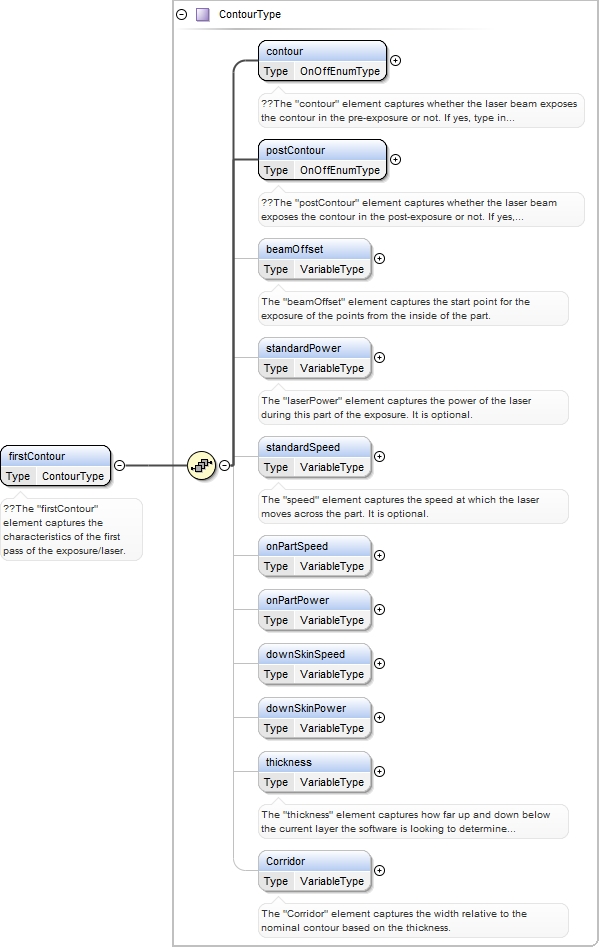 ContourType
contour
Type OnOffEnumType
??The "contour" element captures whether the laser beam exposes
the contour in the pre-exposure or not. If yes, type in...
postContour
Type OnOffEnumType
??The "postContour" element captures whether the laser beam
exposes the contour in the post-exposure or not. If yes,...
beamOffset
Type VariableType
The "beamOffset" element captures the start point for the
exposure of the points from the inside of the part.
standardPower
Type VariableType
The "laserPower" element captures the power of the laser
during this part of the exposure. It is optional.
standardSpeed
Type VariableType
The "speed" element captures the speed at which the laser
moves across the part. It is optional.
firstContour
Type ContourType
??The "firstContour"
element captures the
characteristics of the first
pass of the exposure/laser.
onPartSpeed
Type VariableType
onPartPower
Type VariableType
downSkinSpeed
Type VariableType
downSkinPower
Type VariableType
thickness
Type VariableType
The "thickness" element captures how far up and down below
the current layer the software is looking to determine...
Corridor
Type VariableType
The "Corridor" element captures the width relative to the
nominal contour based on the thickness.